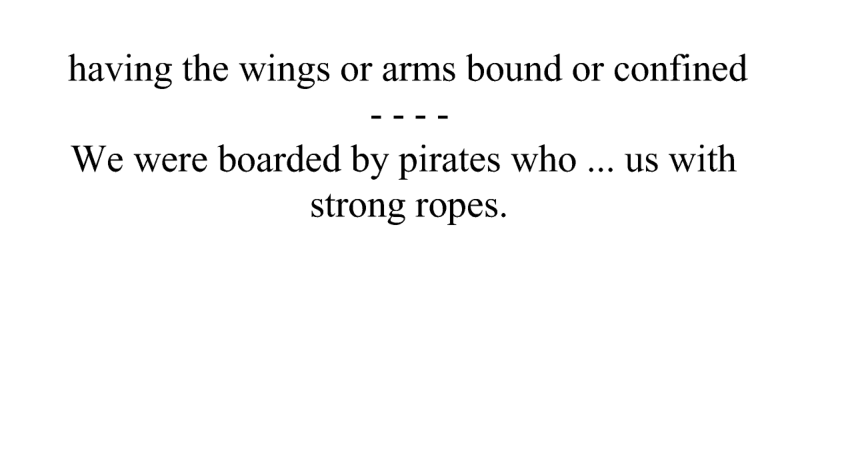 having the wings or arms bound or confined
- - - -
We were boarded by pirates who ... us with
strong ropes.